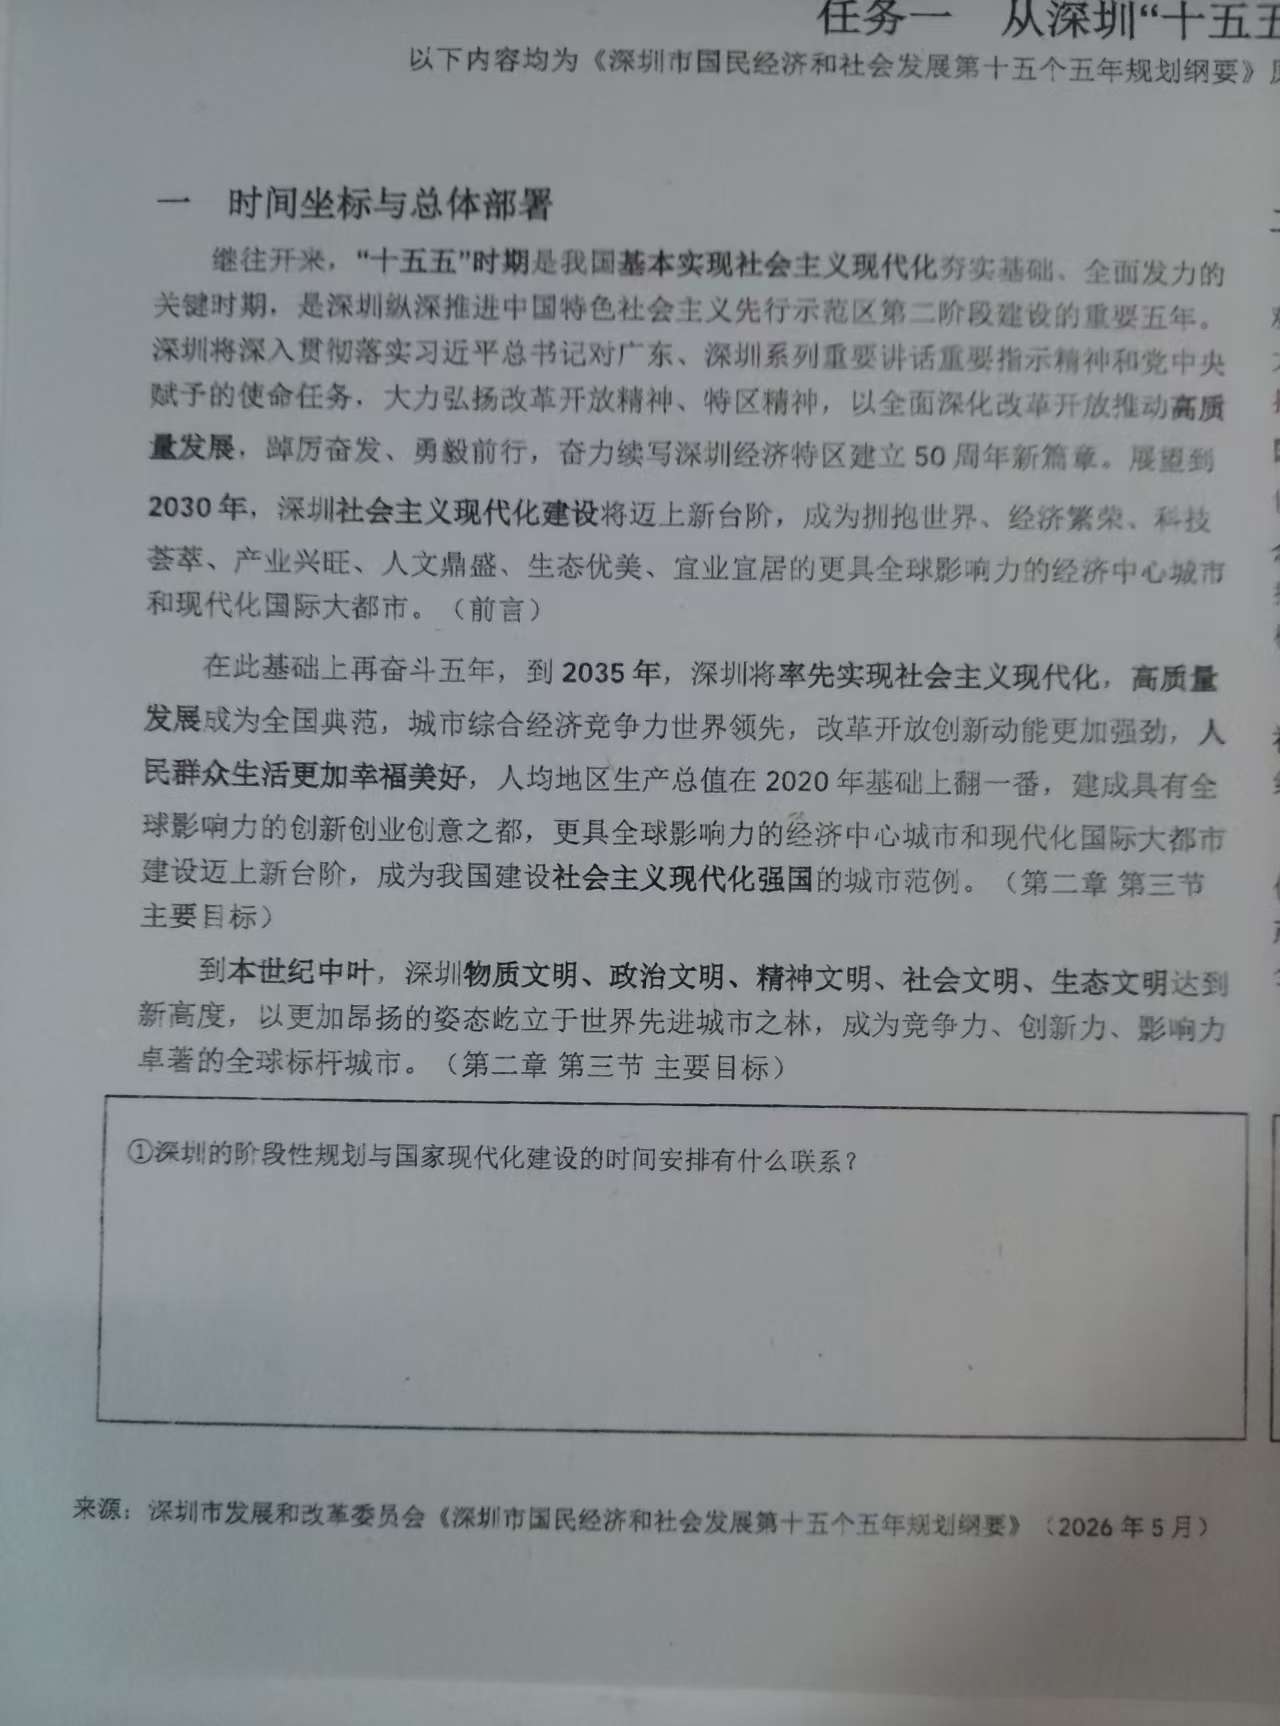 任务一 从深圳“十五五
以下内容均为《深圳市国民经济和社会发展第十五个五年规划纲要》
一 时间坐标与总体部署
继往开来，“十五五”时期是我国基本实现社会主义现代化夯实基础、全面发力的
关键时期，是深圳纵深推进中国特色社会主义先行示范区第二阶段建设的重要五年。
深圳将深入贯彻落实习近平总书记对广东、深圳系列重要讲话重要指示精神和党中央
赋予的使命任务，大力弘扬改革开放精神、特区精神，以全面深化改革开放推动高质
量发展，踔厉奋发、勇毅前行，奋力续写深圳经济特区建立 50 周年新篇章。展望到
2030 年，深圳社会主义现代化建设将迈上新台阶，成为拥抱世界、经济繁荣、科技
荟萃、产业兴旺、人文鼎盛、生态优美、宜业宜居的更具全球影响力的经济中心城市
和现代化国际大都市。（前言）
在此基础上再奋斗五年，到 2035 年，深圳将率先实现社会主义现代化，高质量
发展成为全国典范，城市综合经济竞争力世界领先，改革开放创新动能更加强劲，人
民群众生活更加幸福美好，人均地区生产总值在 2020 年基础上翻一番，建成具有全
球影响力的创新创业创意之都，更具全球影响力的经济中心城市和现代化国际大都市
建设迈上新台阶，成为我国建设社会主义现代化强国的城市范例。（第二章 第三节
主要目标）
到本世纪中叶，深圳物质文明、政治文明、精神文明、社会文明、生态文明达到
新高度，以更加昂扬的姿态屹立于世界先进城市之林，成为竞争力、创新力、影响力
卓著的全球标杆城市。（第二章 第三节 主要目标）
①深圳的阶段性规划与国家现代化建设的时间安排有什么联系？
来源：深圳市发展和改革委员会《深圳市国民经济和社会发展第十五个五年规划纲要》（2026 年 5 月）